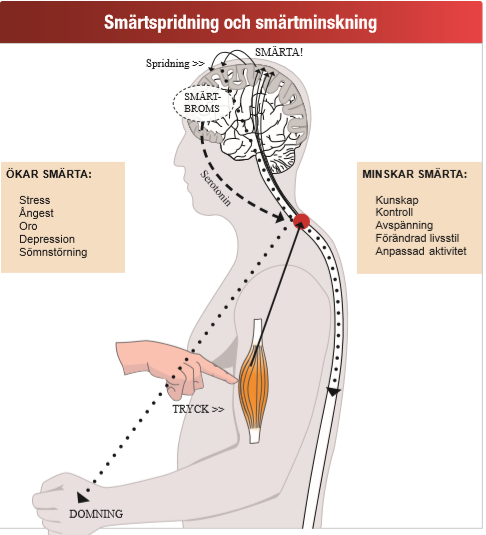 Smärtspridning och smärtminskning
SMÄRTA!
Spridning >>
SMÄRT-
BROMS
Serotonin
ÖKAR SMÄRTA:
Stress
Ångest
Oro
Depression
Sömnstörning
MINSKAR SMÄRTA:
Kunskap
Kontroll
Avspänning
Förändrad livsstil
Anpassad aktivitet
TRYCK >>
DOMNING